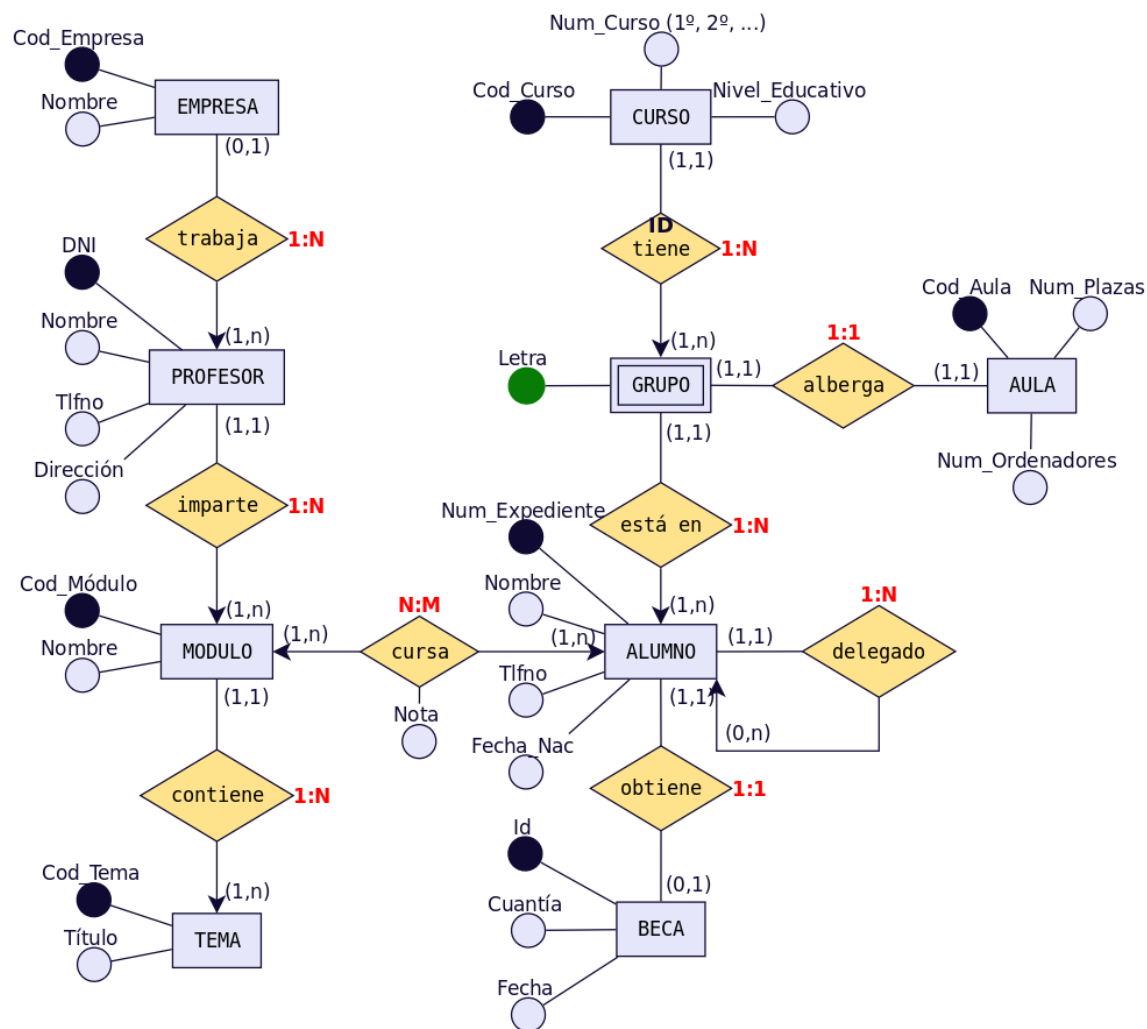 Num_Curso (1º, 2º, ...)
Cod_Empresa
Nombre
EMPRESA
(0,1)
trabaja
1:N
DNI
Nombre
Tlfno
Dirección
(1,n)
PROFESOR
(1,1)
imparte
1:N
Cod_Módulo
Nombre
(1,n)
MODULO
(1,1)
contiene
1:N
Cod_Tema
Título
(1,n)
TEMA
Cod_Curso
Nivel_Educativo
CURSO
(1,1)
ID
tiene
1:N
(1,n)
Letra
GRUPO
(1,1)
1:1
alberga
(1,1)
Cod_Aula
Num_Plazas
AULA
Num_Ordenadores
(1,1)
está en
1:N
Num_Expediente
Nombre
Tlfno
Fecha_Nac
(1,n)
ALUMNO
N:M
(1,n)
cursa
(1,n)
Nota
(1,1)
1:N
delegado
(0,n)
(1,1)
obtiene
1:1
(0,1)
Id
Cuantía
Fecha
BECA